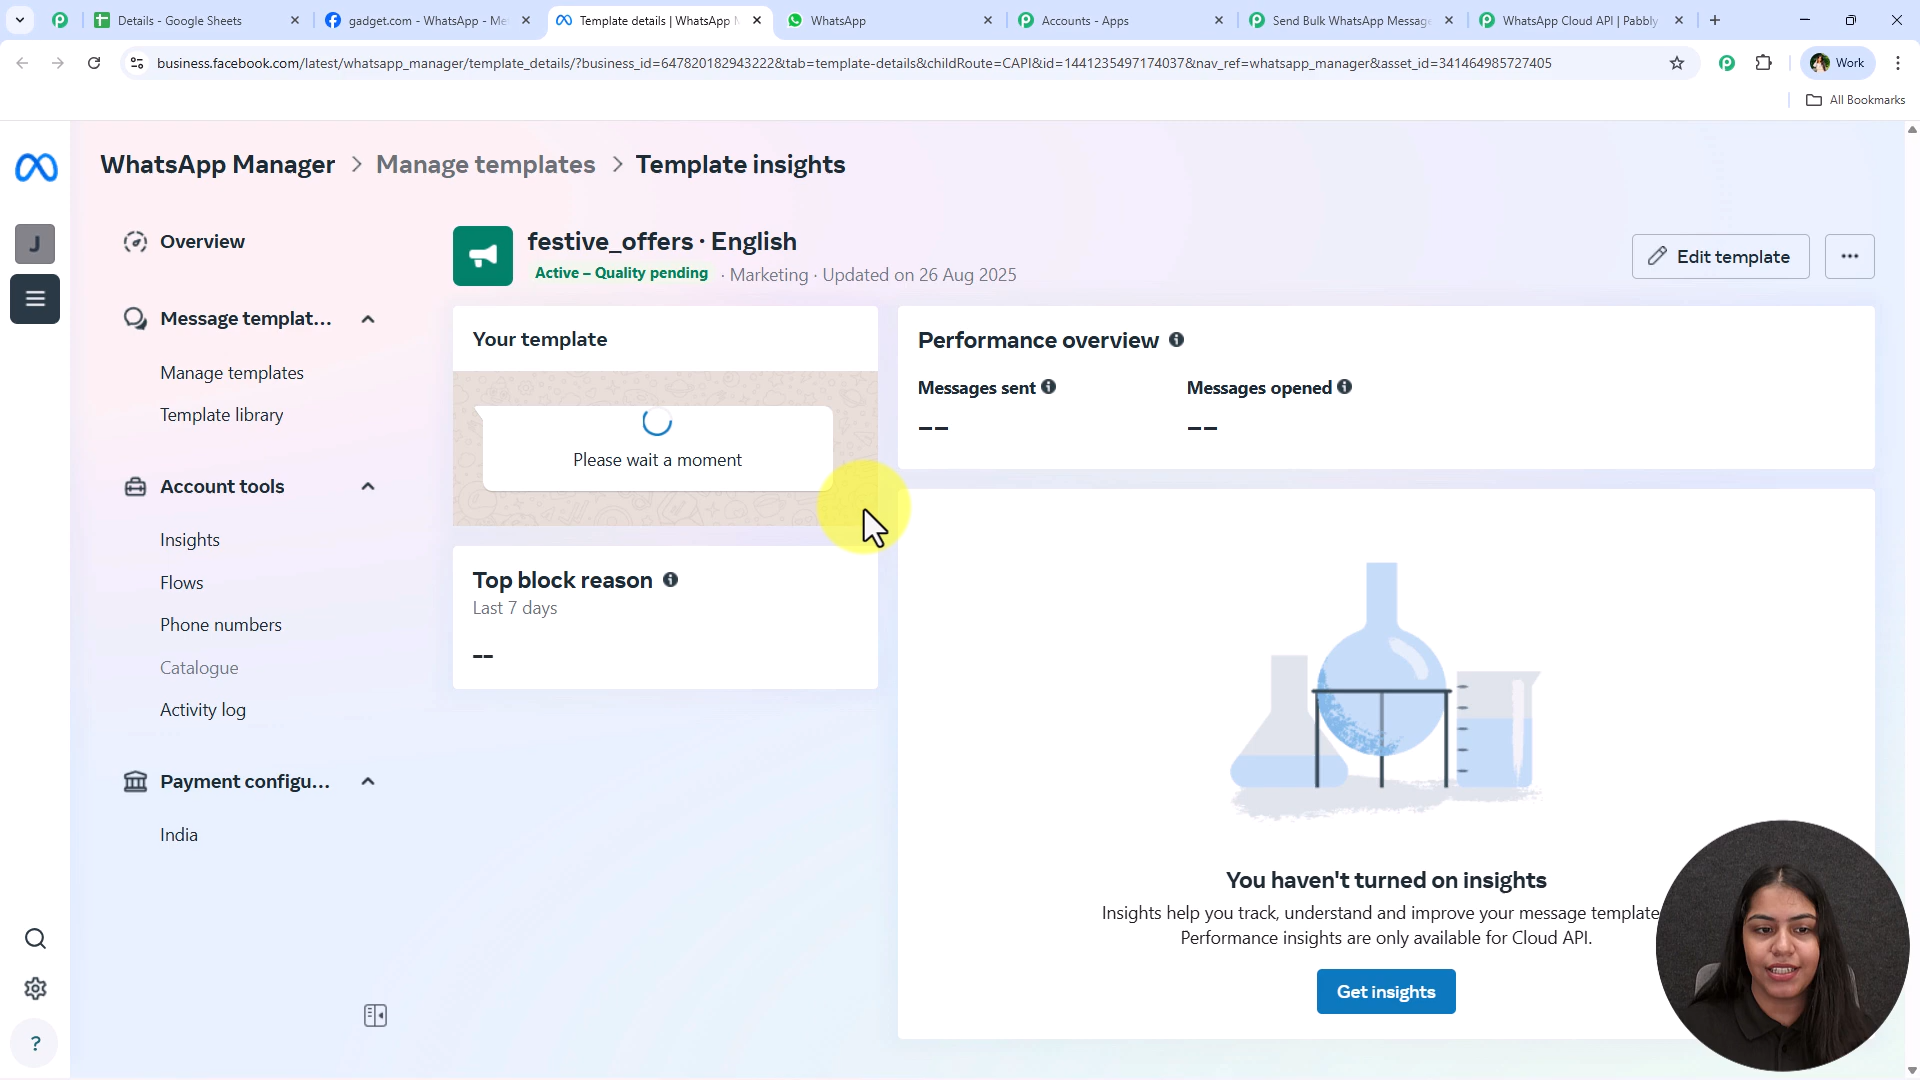 Details - Google Sheets
gadget.com - WhatsApp - Me
Template details | WhatsApp M
WhatsApp
Accounts - Apps
Send Bulk WhatsApp Message
WhatsApp Cloud API | Pabbly
business.facebook.com/latest/whatsapp_manager/template_details/?business_id=647820182943222&tab=template-details&childRoute=CAPI&id=1441235497174037&nav_ref=whatsapp_manager&asset_id=341464985727405
Work
All Bookmarks
WhatsApp Manager > Manage templates > Template insights
J
Overview
Message templat...
Manage templates
Template library
Account tools
Insights
Flows
Phone numbers
Catalogue
Activity log
Payment configu...
India
?
festive_offers · English
Active – Quality pending · Marketing · Updated on 26 Aug 2025
Edit template
Your template
Please wait a moment
Top block reason
Last 7 days
--
Performance overview
Messages sent
--
Messages opened
--
You haven't turned on insights
Insights help you track, understand and improve your message template
Performance insights are only available for Cloud API.
Get insights